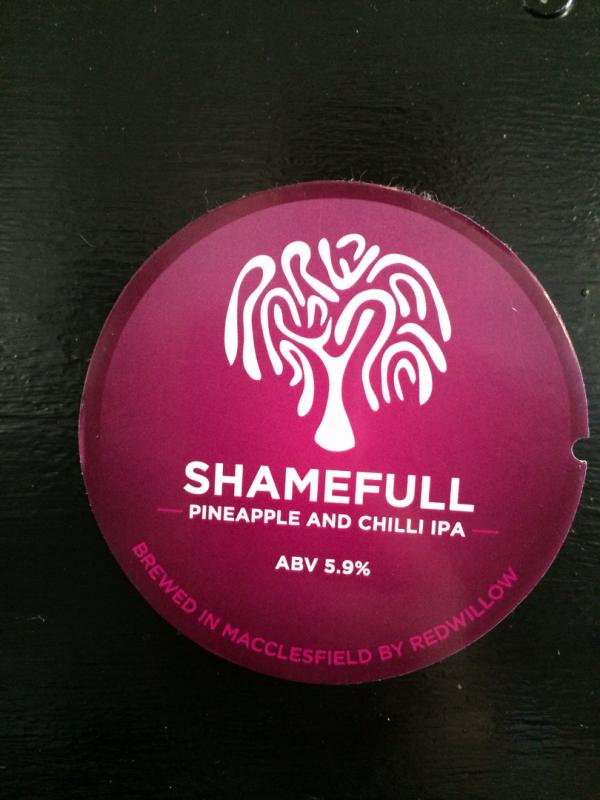 SHAMEFULL
PINEAPPLE AND CHILLI IPA
ABV 5.9%
BREWED IN MACCLESFIELD BY REDWILLOW